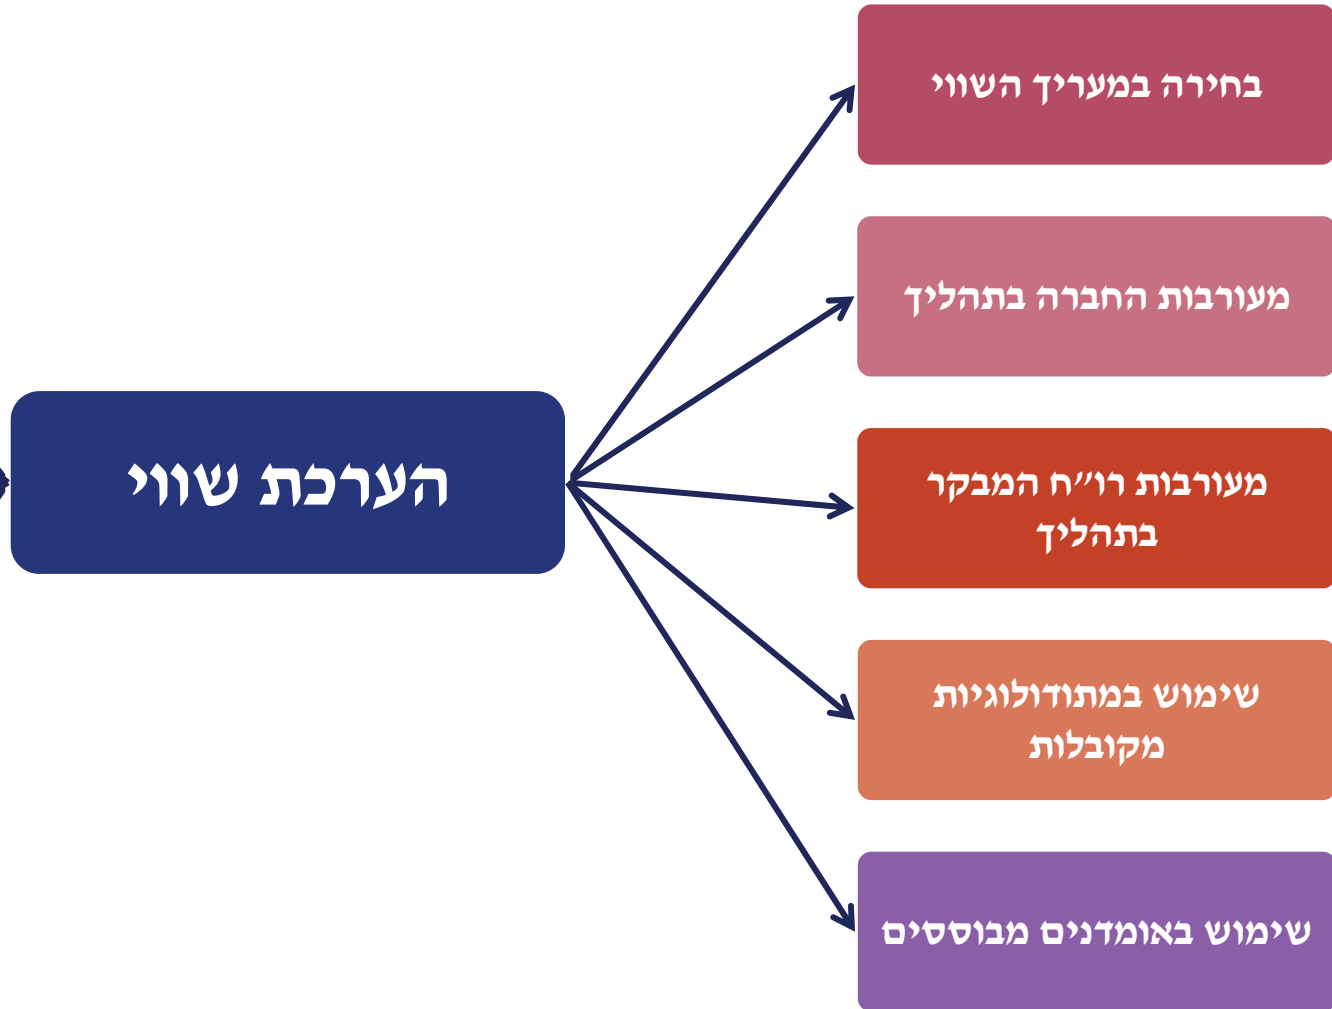 בחירה במעריך השווי
מעורבות החברה בתהליך
הערכת שווי
מעורבות רו״ח המבקר
בתהליך
שימוש במתודולוגיות
מקובלות
שימוש באומדנים מבוססים